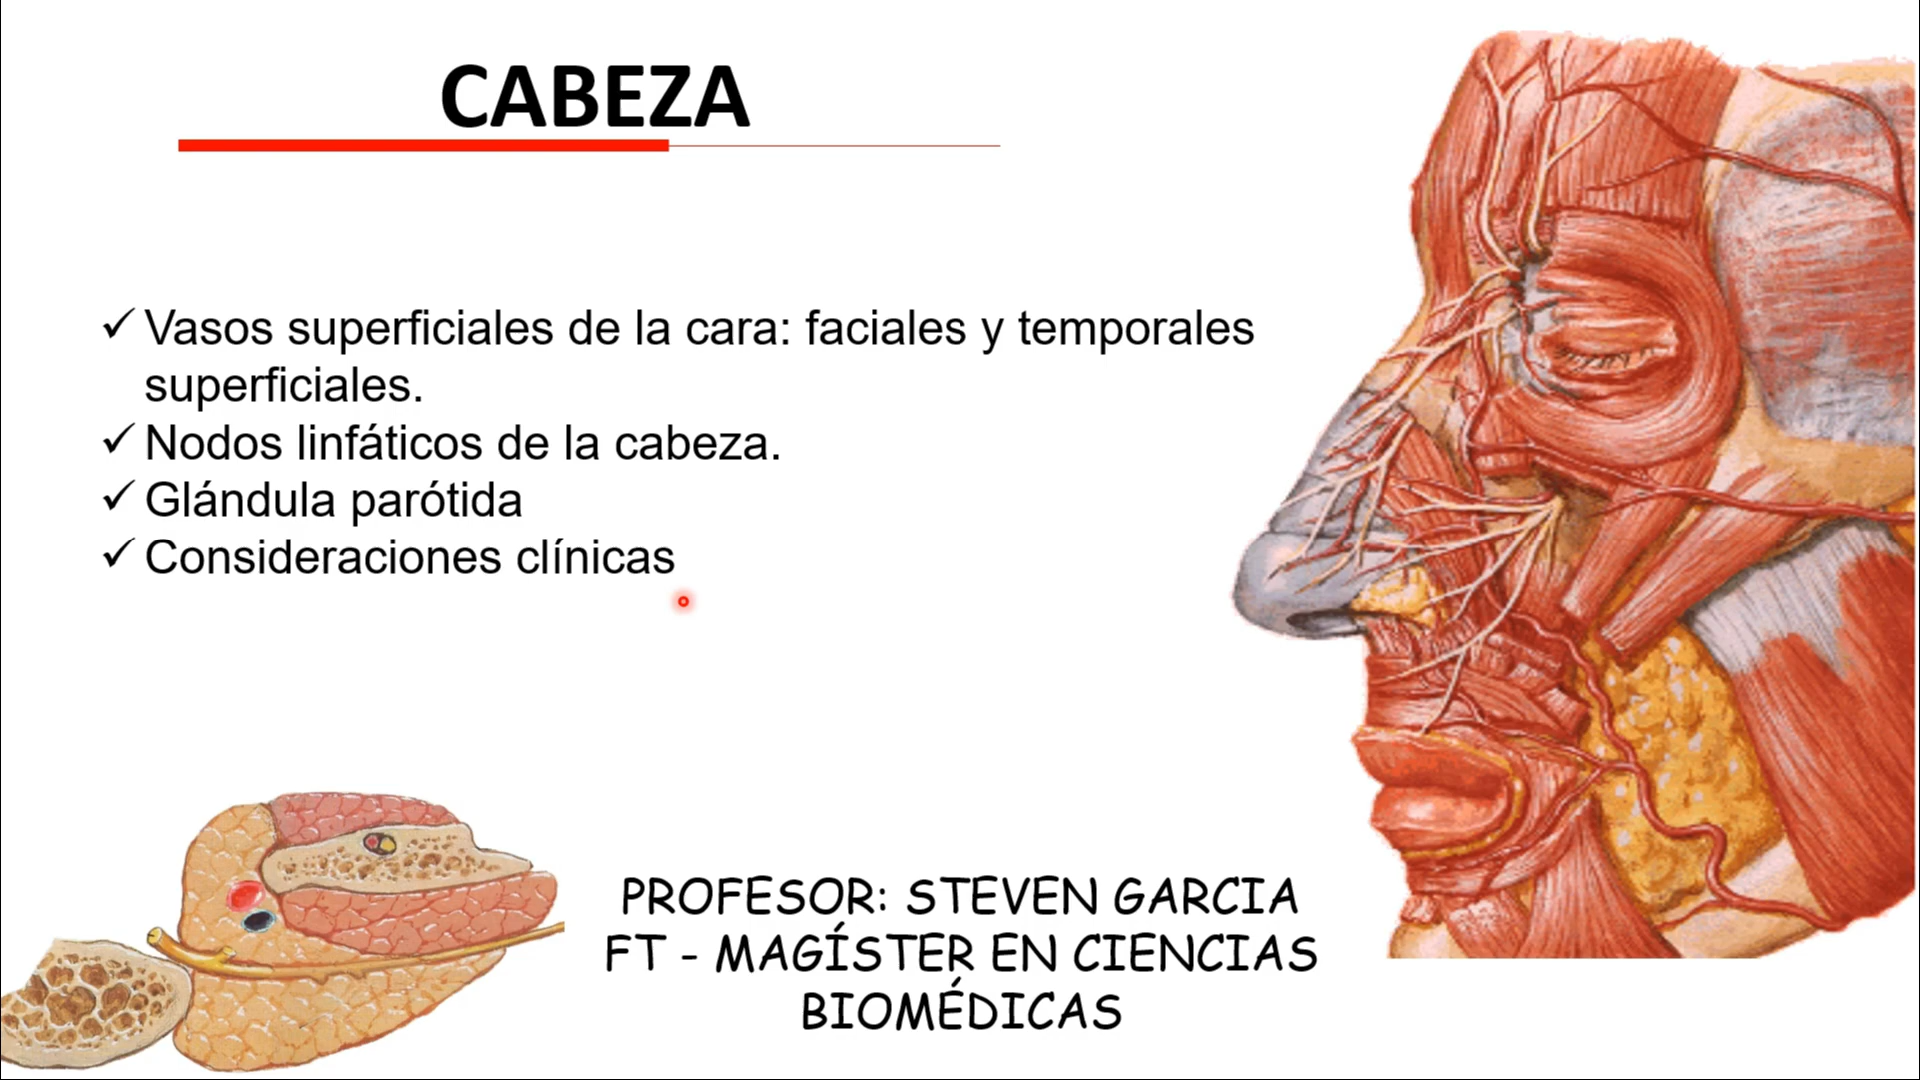 CABEZA
✓ Vasos superficiales de la cara: faciales y temporales
superficiales.
✓ Nodos linfáticos de la cabeza.
✓ Glándula parótida
✓ Consideraciones clínicas
PROFESOR: STEVEN GARCIA
FT - MAGÍSTER EN CIENCIAS
BIOMÉDICAS